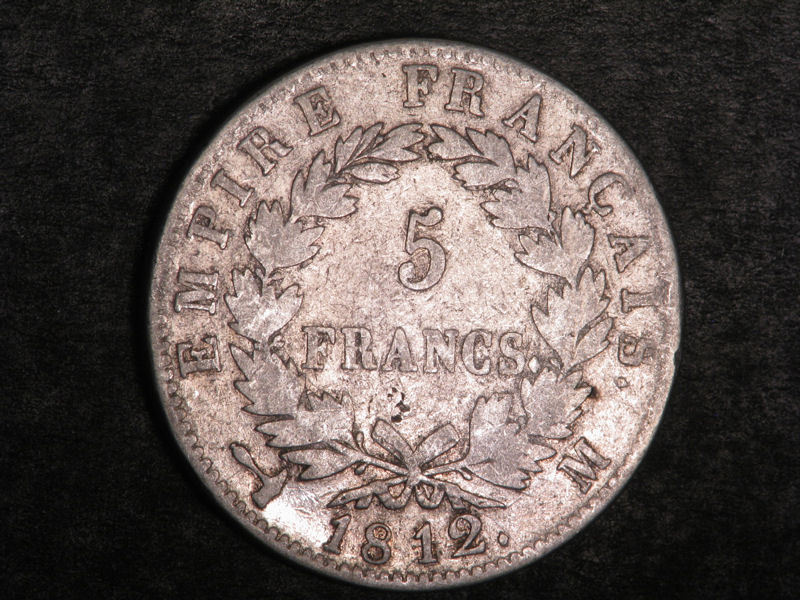 EMPIRE FRANÇAIS.
5
FRANCS.
M
1812.